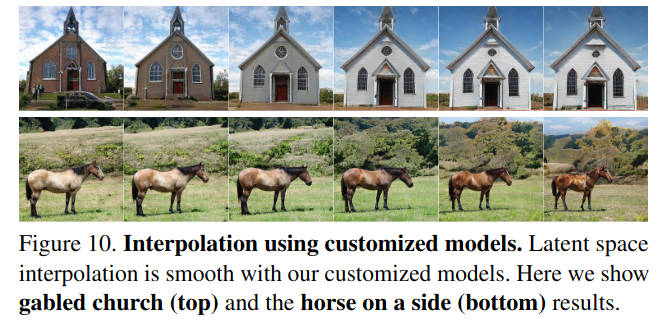 Figure 10. Interpolation using customized models. Latent space
interpolation is smooth with our customized models. Here we show
gabled church (top) and the horse on a side (bottom) results.